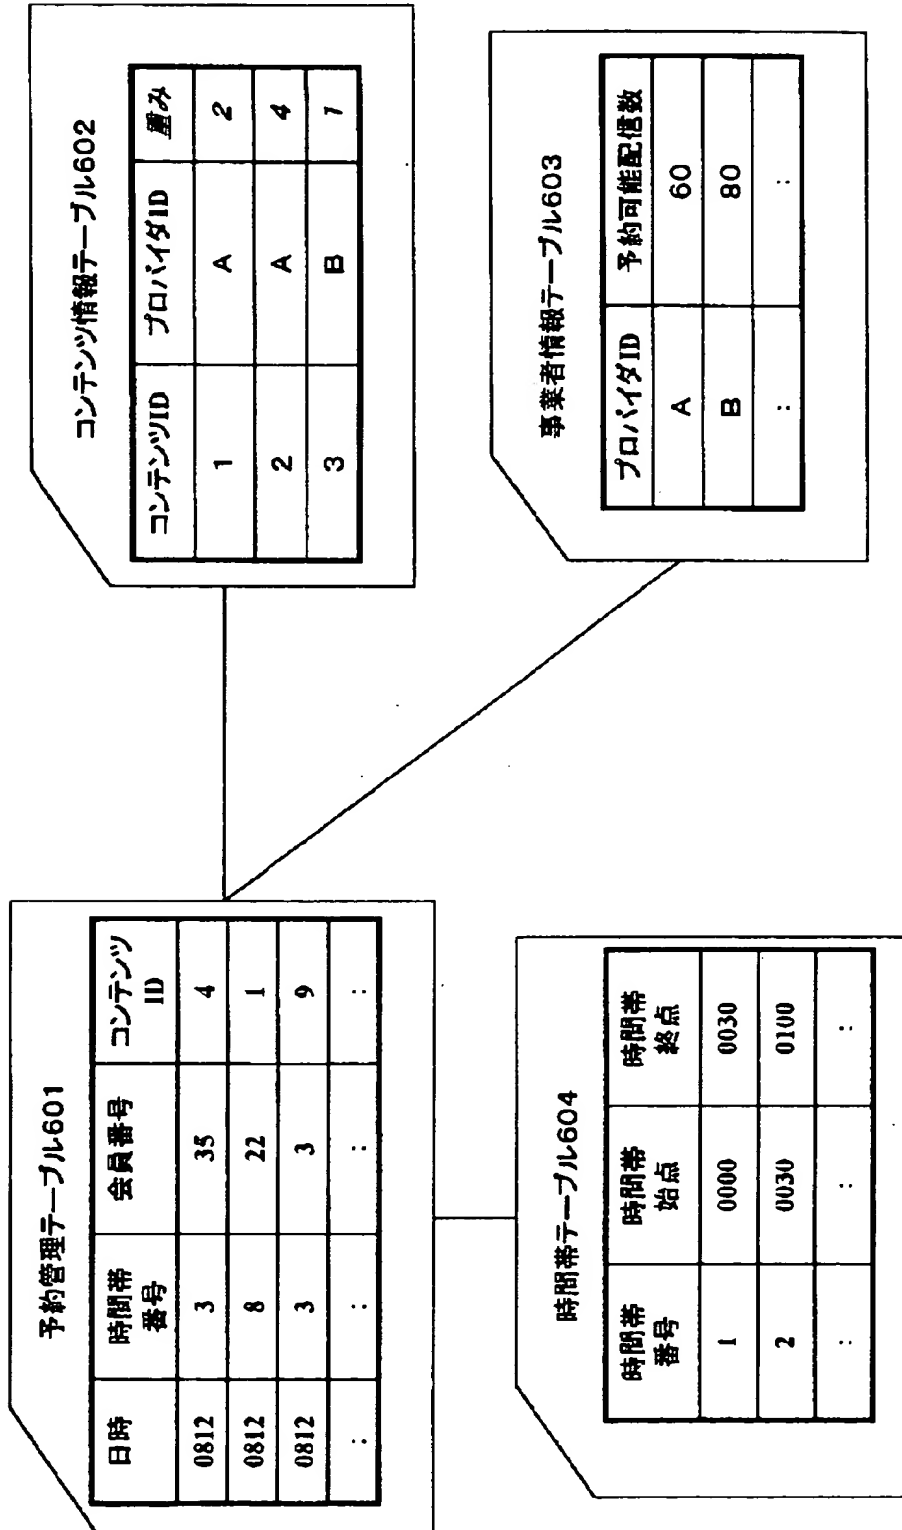 予約管理テーブル601
日時 時間帯番号 会員番号 コンテンツID
0812 3 35 4
0812 8 22 1
0812 3 3 9
: : : :
コンテンツ情報テーブル602
コンテンツID プロバイダID 重み
1 A 2
2 A 4
3 B 1
時間帯テーブル604
時間帯番号 時間帯始点 時間帯終点
1 0000 0030
2 0030 0100
: : :
事業者情報テーブル603
プロバイダID 予約可能配信数
A 60
B 80
: :